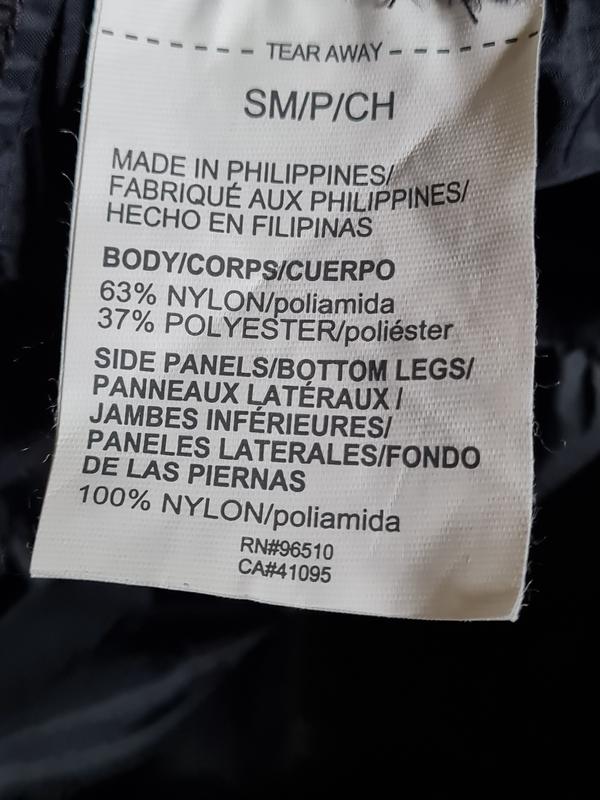 TEAR AWAY
SM/P/CH
MADE IN PHILIPPINES/
FABRIQUÉ AUX PHILIPPINES/
HECHO EN FILIPINAS
BODY/CORPS/CUERPO
63% NYLON/poliamida
37% POLYESTER/poliéster
SIDE PANELS/BOTTOM LEGS/
PANNEAUX LATÉRAUX /
JAMBES INFÉRIEURES/
PANELES LATERALES/FONDO
DE LAS PIERNAS
100% NYLON/poliamida
RN#96510
CA#41095